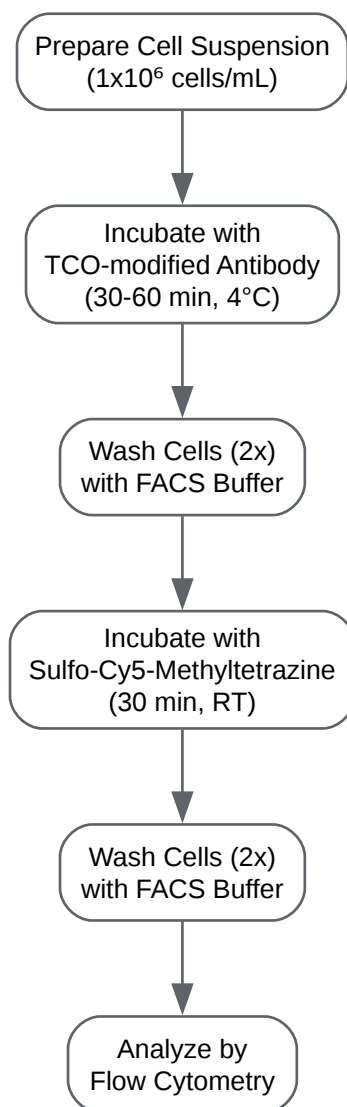 Prepare Cell Suspension
(1x10⁶ cells/mL)
Incubate with
TCO-modified Antibody
(30-60 min, 4°C)
Wash Cells (2x)
with FACS Buffer
Incubate with
Sulfo-Cy5-Methyltetrazine
(30 min, RT)
Wash Cells (2x)
with FACS Buffer
Analyze by
Flow Cytometry